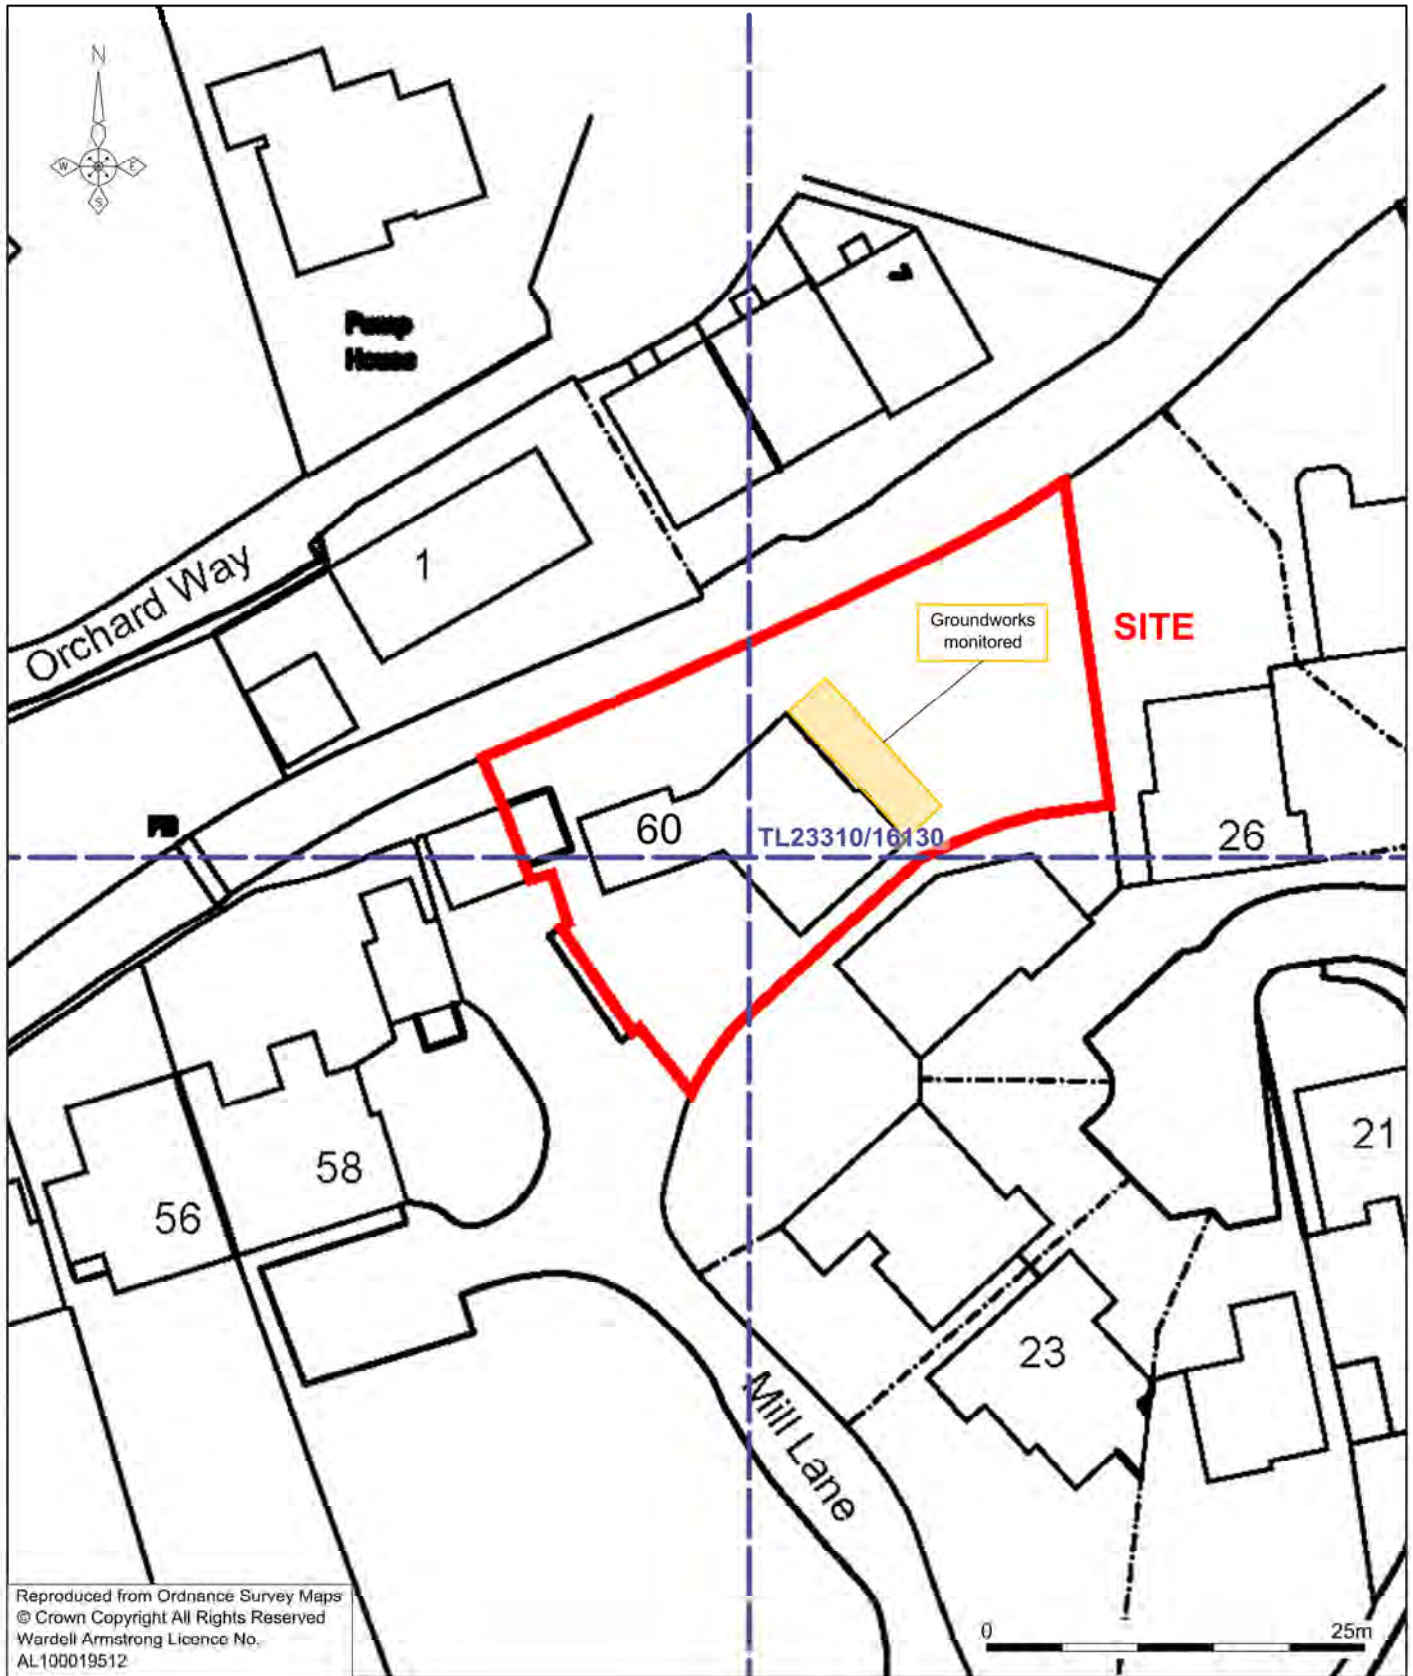 N
W
E
S
Pump
House
1
Orchard Way
Groundworks
monitored
SITE
FB
60
TL23310/16130
26
58
56
21
23
Mill Lane
Reproduced from Ordnance Survey Maps
© Crown Copyright All Rights Reserved
Wardell Armstrong Licence No.
AL100019512
0
25m